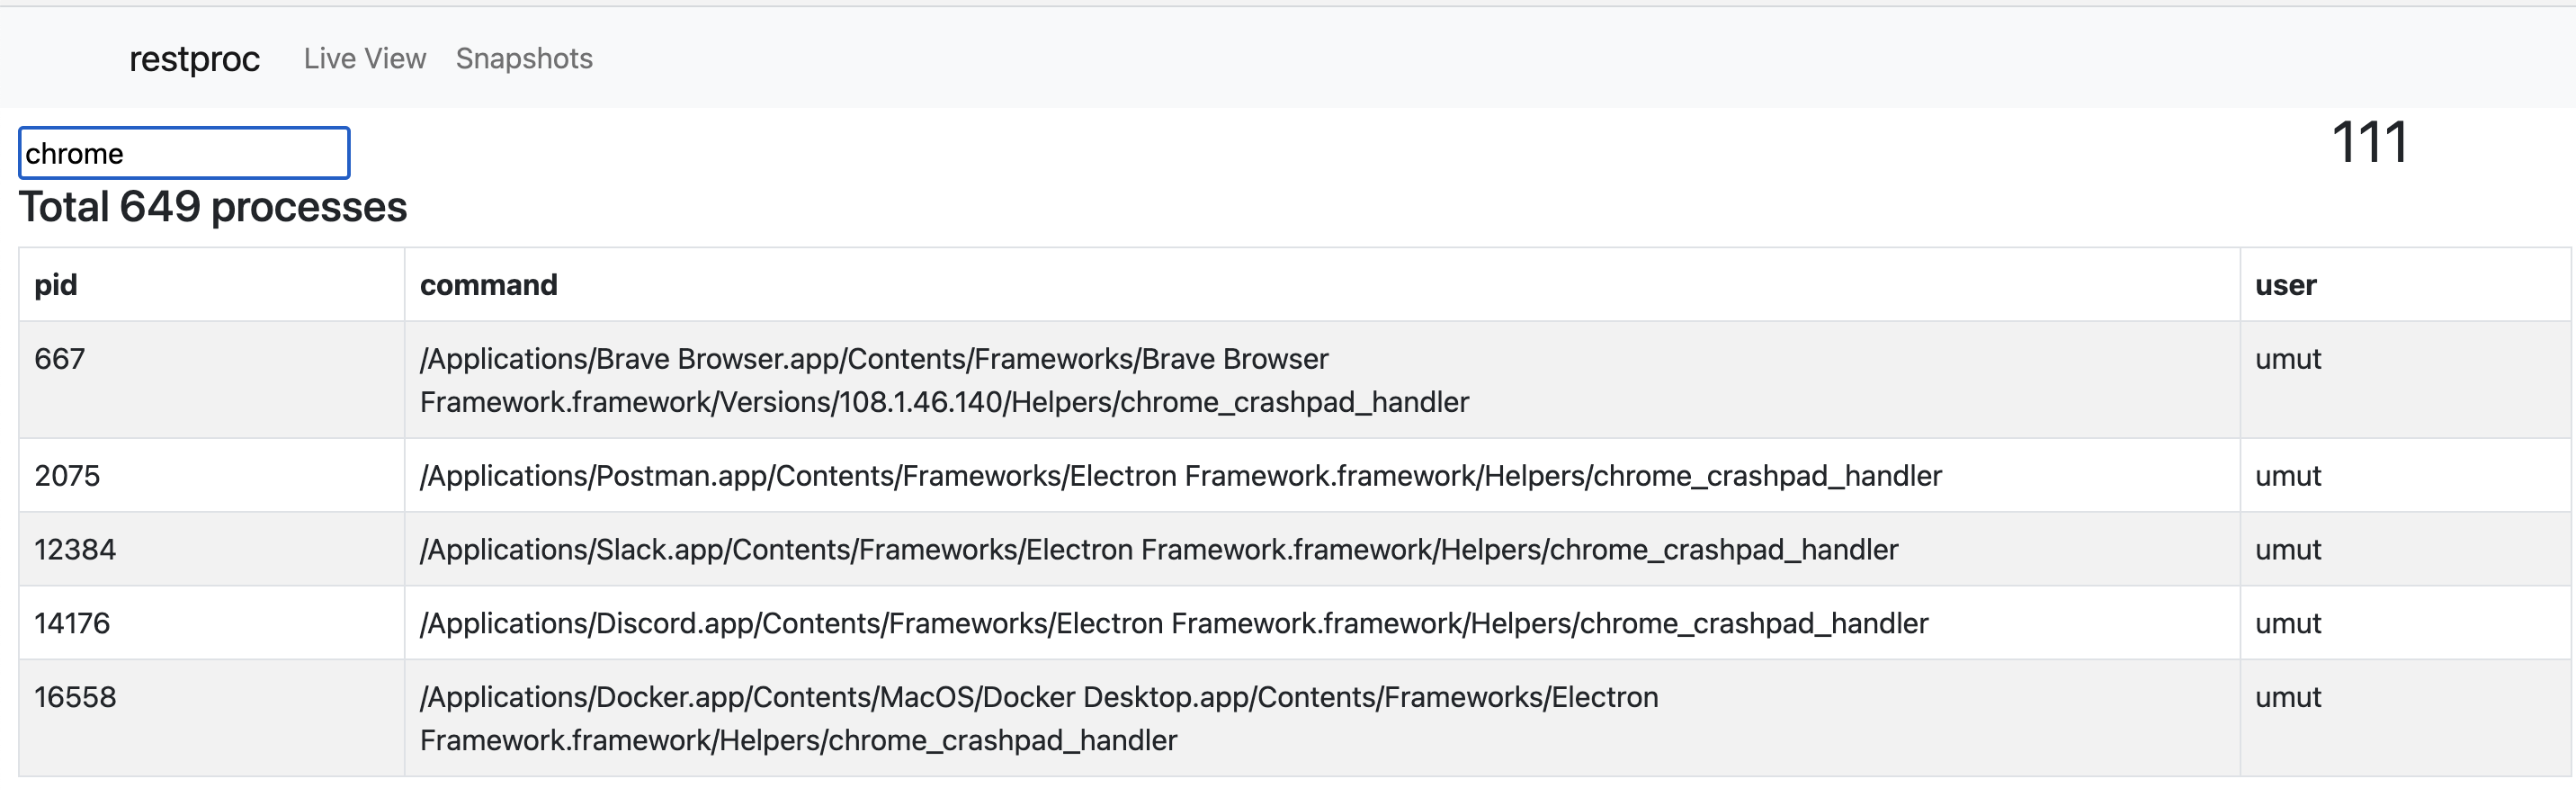 restproc Live View Snapshots
chrome
111
Total 649 processes
pid command user
667 /Applications/Brave Browser.app/Contents/Frameworks/Brave Browser umut
Framework.framework/Versions/108.1.46.140/Helpers/chrome_crashpad_handler
2075 /Applications/Postman.app/Contents/Frameworks/Electron Framework.framework/Helpers/chrome_crashpad_handler umut
12384 /Applications/Slack.app/Contents/Frameworks/Electron Framework.framework/Helpers/chrome_crashpad_handler umut
14176 /Applications/Discord.app/Contents/Frameworks/Electron Framework.framework/Helpers/chrome_crashpad_handler umut
16558 /Applications/Docker.app/Contents/MacOS/Docker Desktop.app/Contents/Frameworks/Electron umut
Framework.framework/Helpers/chrome_crashpad_handler